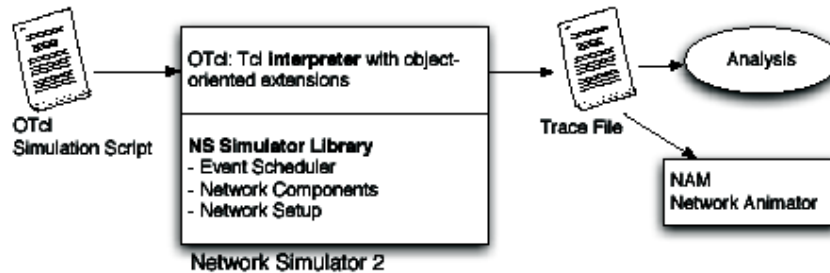 OTcl
Simulation Script
OTcl: Tcl interpreter with object-
oriented extensions
NS Simulator Library
- Event Scheduler
- Network Components
- Network Setup
Network Simulator 2
Trace File
Analysis
NAM
Network Animator